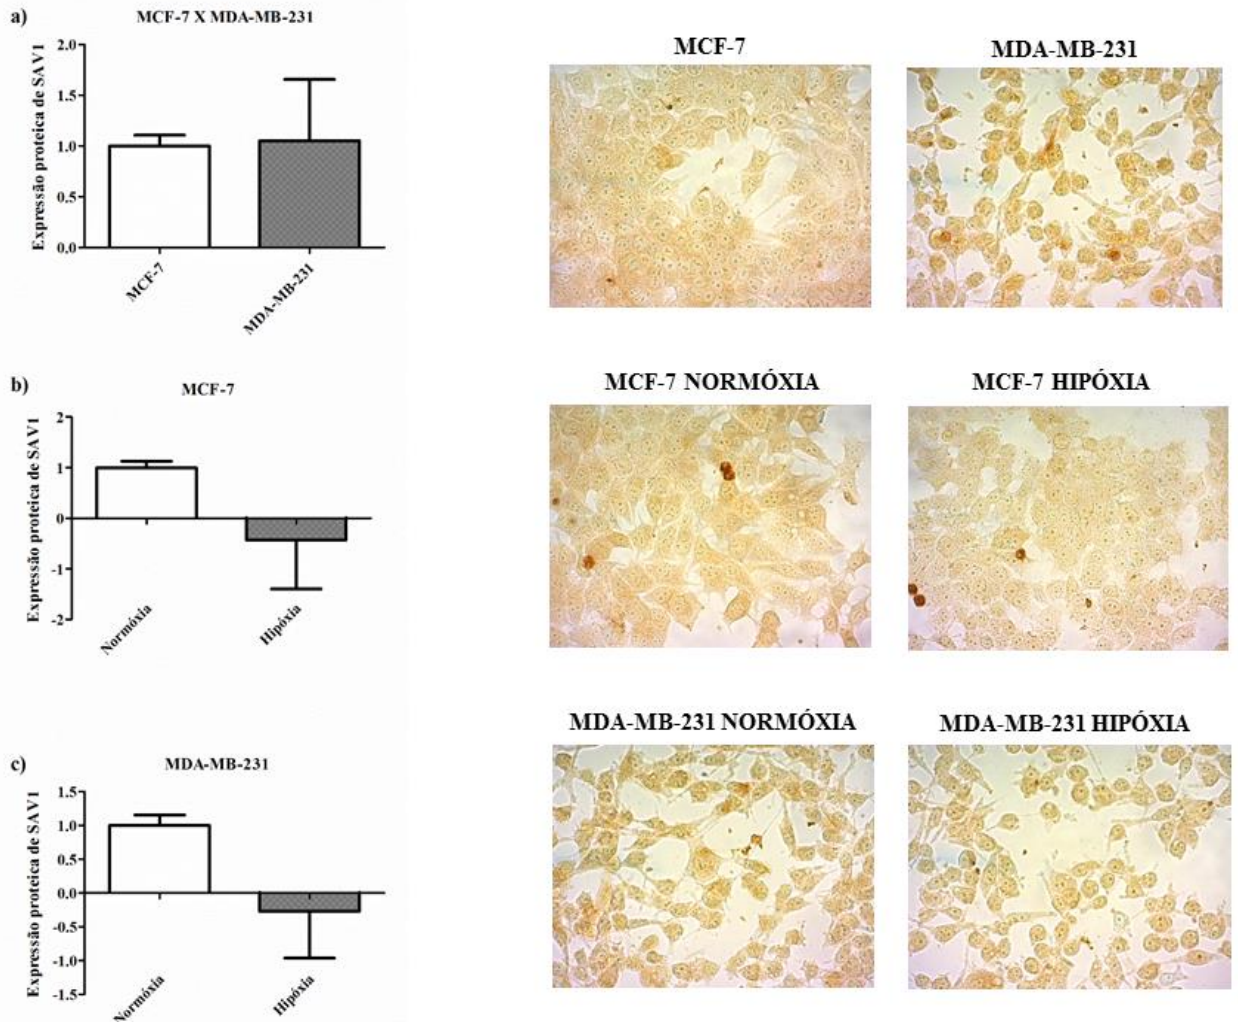 a)
MCF-7 X MDA-MB-231
Expressão proteica de SAV1
2.0
1.5
1.0
0.5
0.0
MCF-7
MDA-MB-231
MCF-7
MDA-MB-231
b)
MCF-7
Expressão proteica de SAV1
2
1
0
-1
-2
Normóxia
Hipóxia
MCF-7 NORMÓXIA
MCF-7 HIPÓXIA
c)
MDA-MB-231
Expressão proteica de SAV1
1.5
1.0
0.5
0.0
-0.5
-1.0
-1.5
Normóxia
Hipóxia
MDA-MB-231 NORMÓXIA
MDA-MB-231 HIPÓXIA